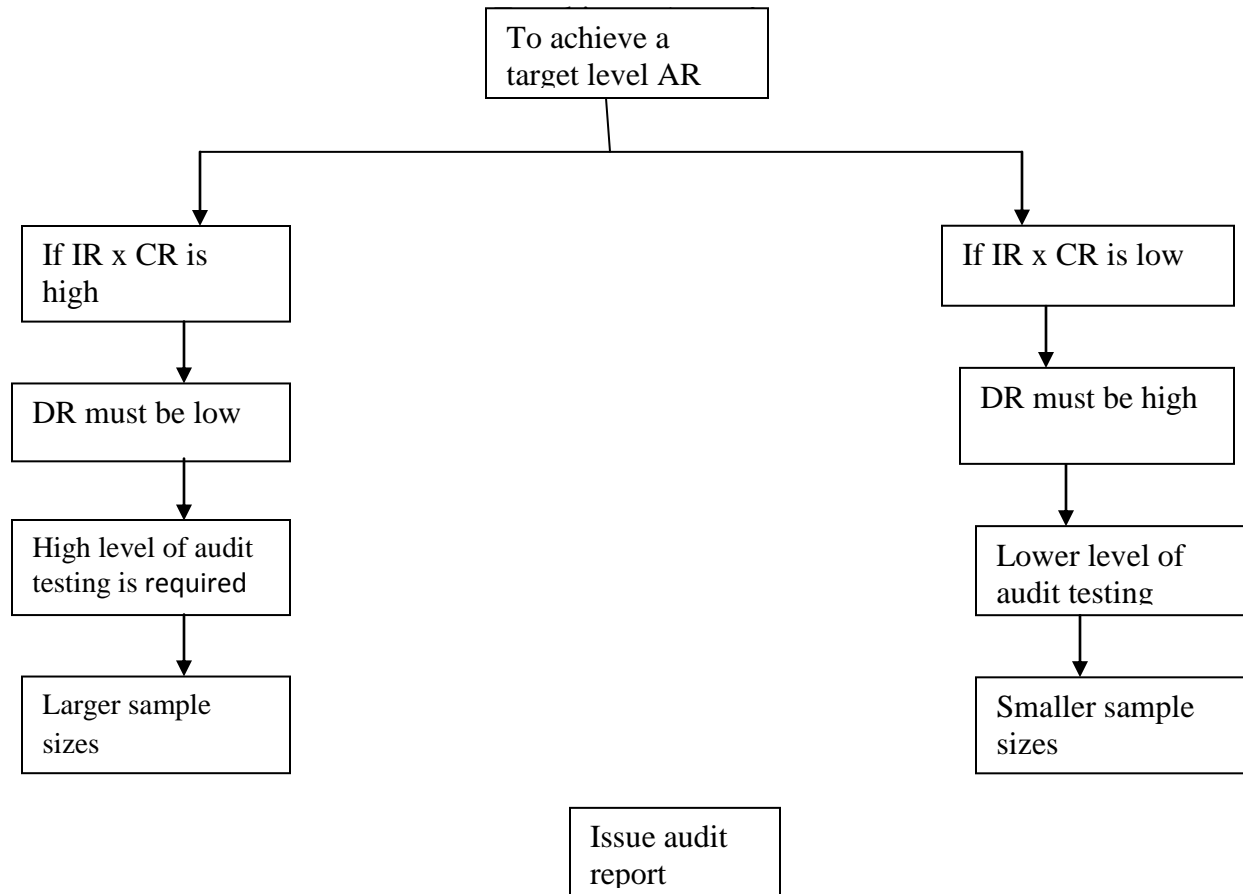 To achieve a
target level AR
If IR x CR is
high
If IR x CR is low
DR must be low
DR must be high
High level of audit
testing is required
Lower level of
audit testing
Larger sample
sizes
Smaller sample
sizes
Issue audit
report